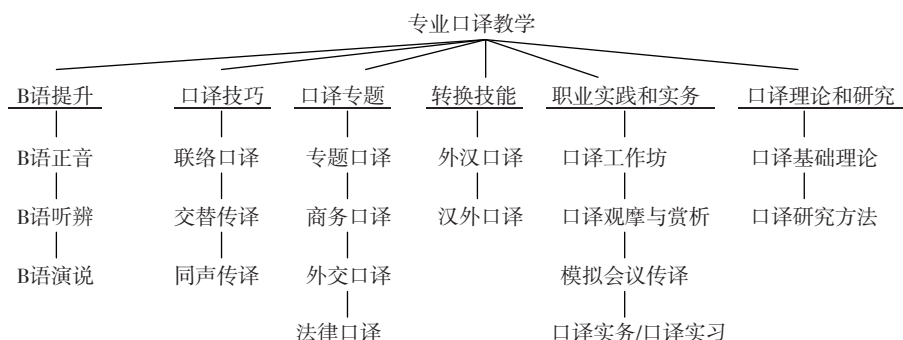 专业口译教学
B语提升 口译技巧 口译专题 转换技能 职业实践和实务 口译理论和研究
B语正音 联络口译 专题口译 外汉口译 口译工作坊 口译基础理论
B语听辨 交替传译 商务口译 汉外口译 口译观摩与赏析 口译研究方法
B语演说 同声传译 外交口译 模拟会议传译
法律口译 口译实务/口译实习